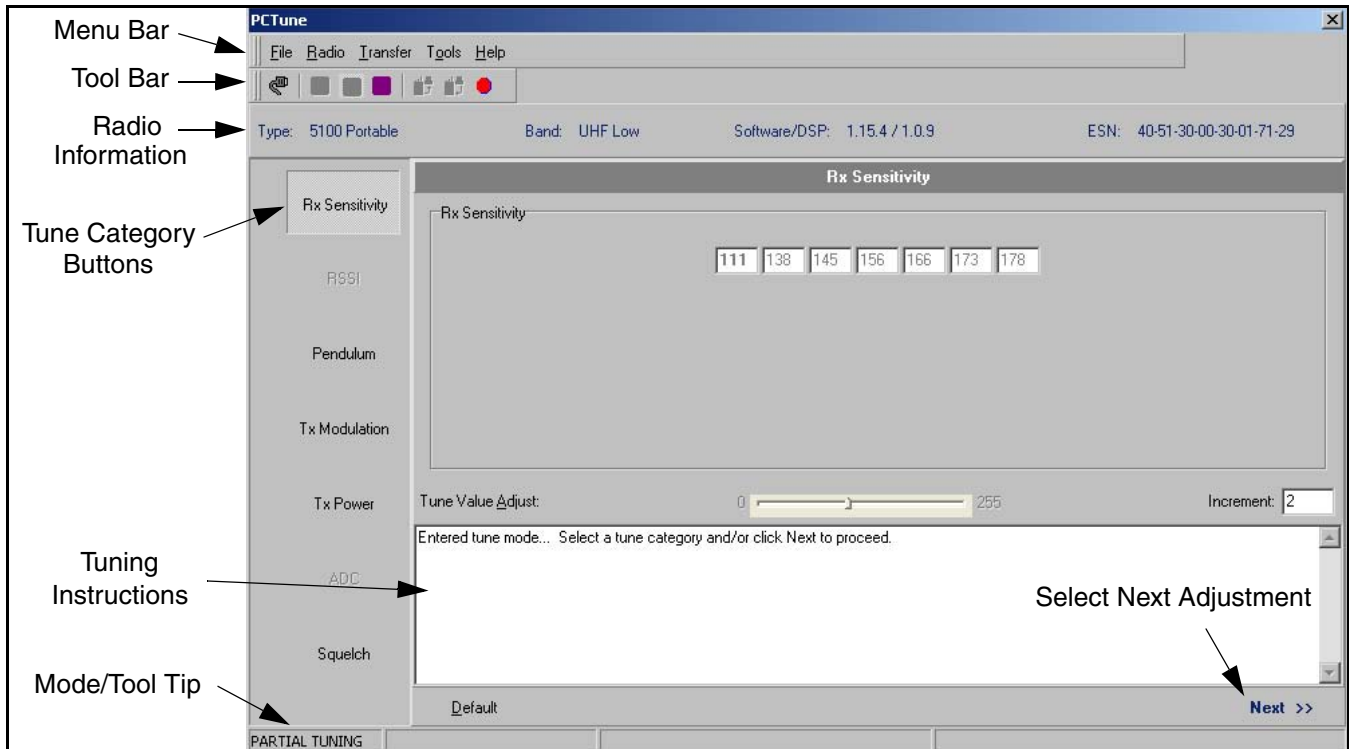 PCTune
Menu Bar
File Radio Transfer Tools Help
Tool Bar
Radio
Information
Type: 5100 Portable Band: UHF Low Software/DSP: 1.15.4 / 1.0.9 ESN: 40-51-30-00-30-01-71-29
Rx Sensitivity
Tune Category
Buttons
Rx Sensitivity
RSSI
Pendulum
Tx Modulation
Tx Power
ADC
Squelch
Rx Sensitivity
111 138 145 156 166 173 178
Tune Value Adjust: 0 255 Increment: 2
Entered tune mode... Select a tune category and/or click Next to proceed.
Tuning
Instructions
Select Next Adjustment
Mode/Tool Tip
Default Next >>
PARTIAL TUNING